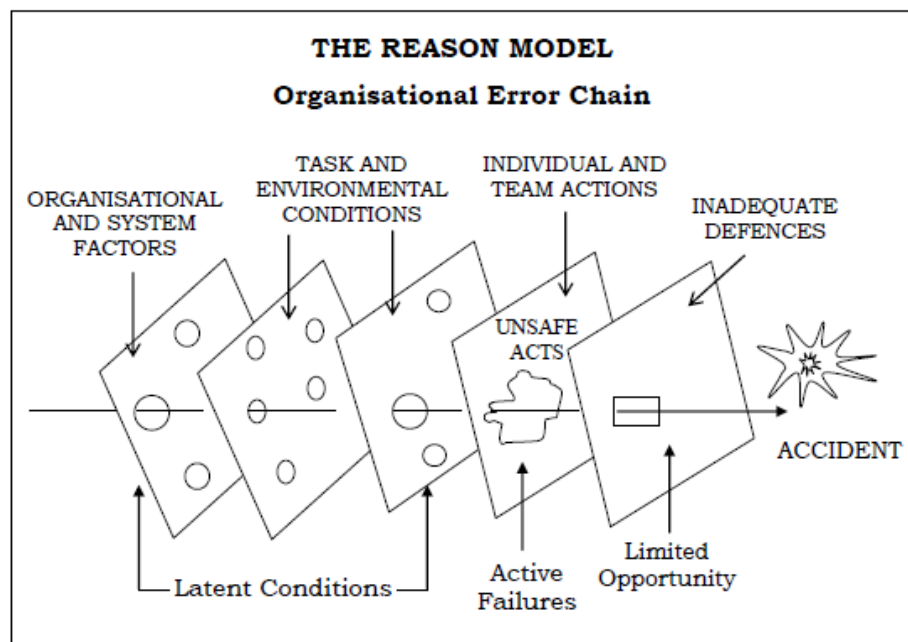 THE REASON MODEL
Organisational Error Chain
ORGANISATIONAL
AND SYSTEM
FACTORS
TASK AND
ENVIRONMENTAL
CONDITIONS
INDIVIDUAL AND
TEAM ACTIONS
INADEQUATE
DEFENCES
UNSAFE
ACTS
ACCIDENT
Latent Conditions
Active
Failures
Limited
Opportunity